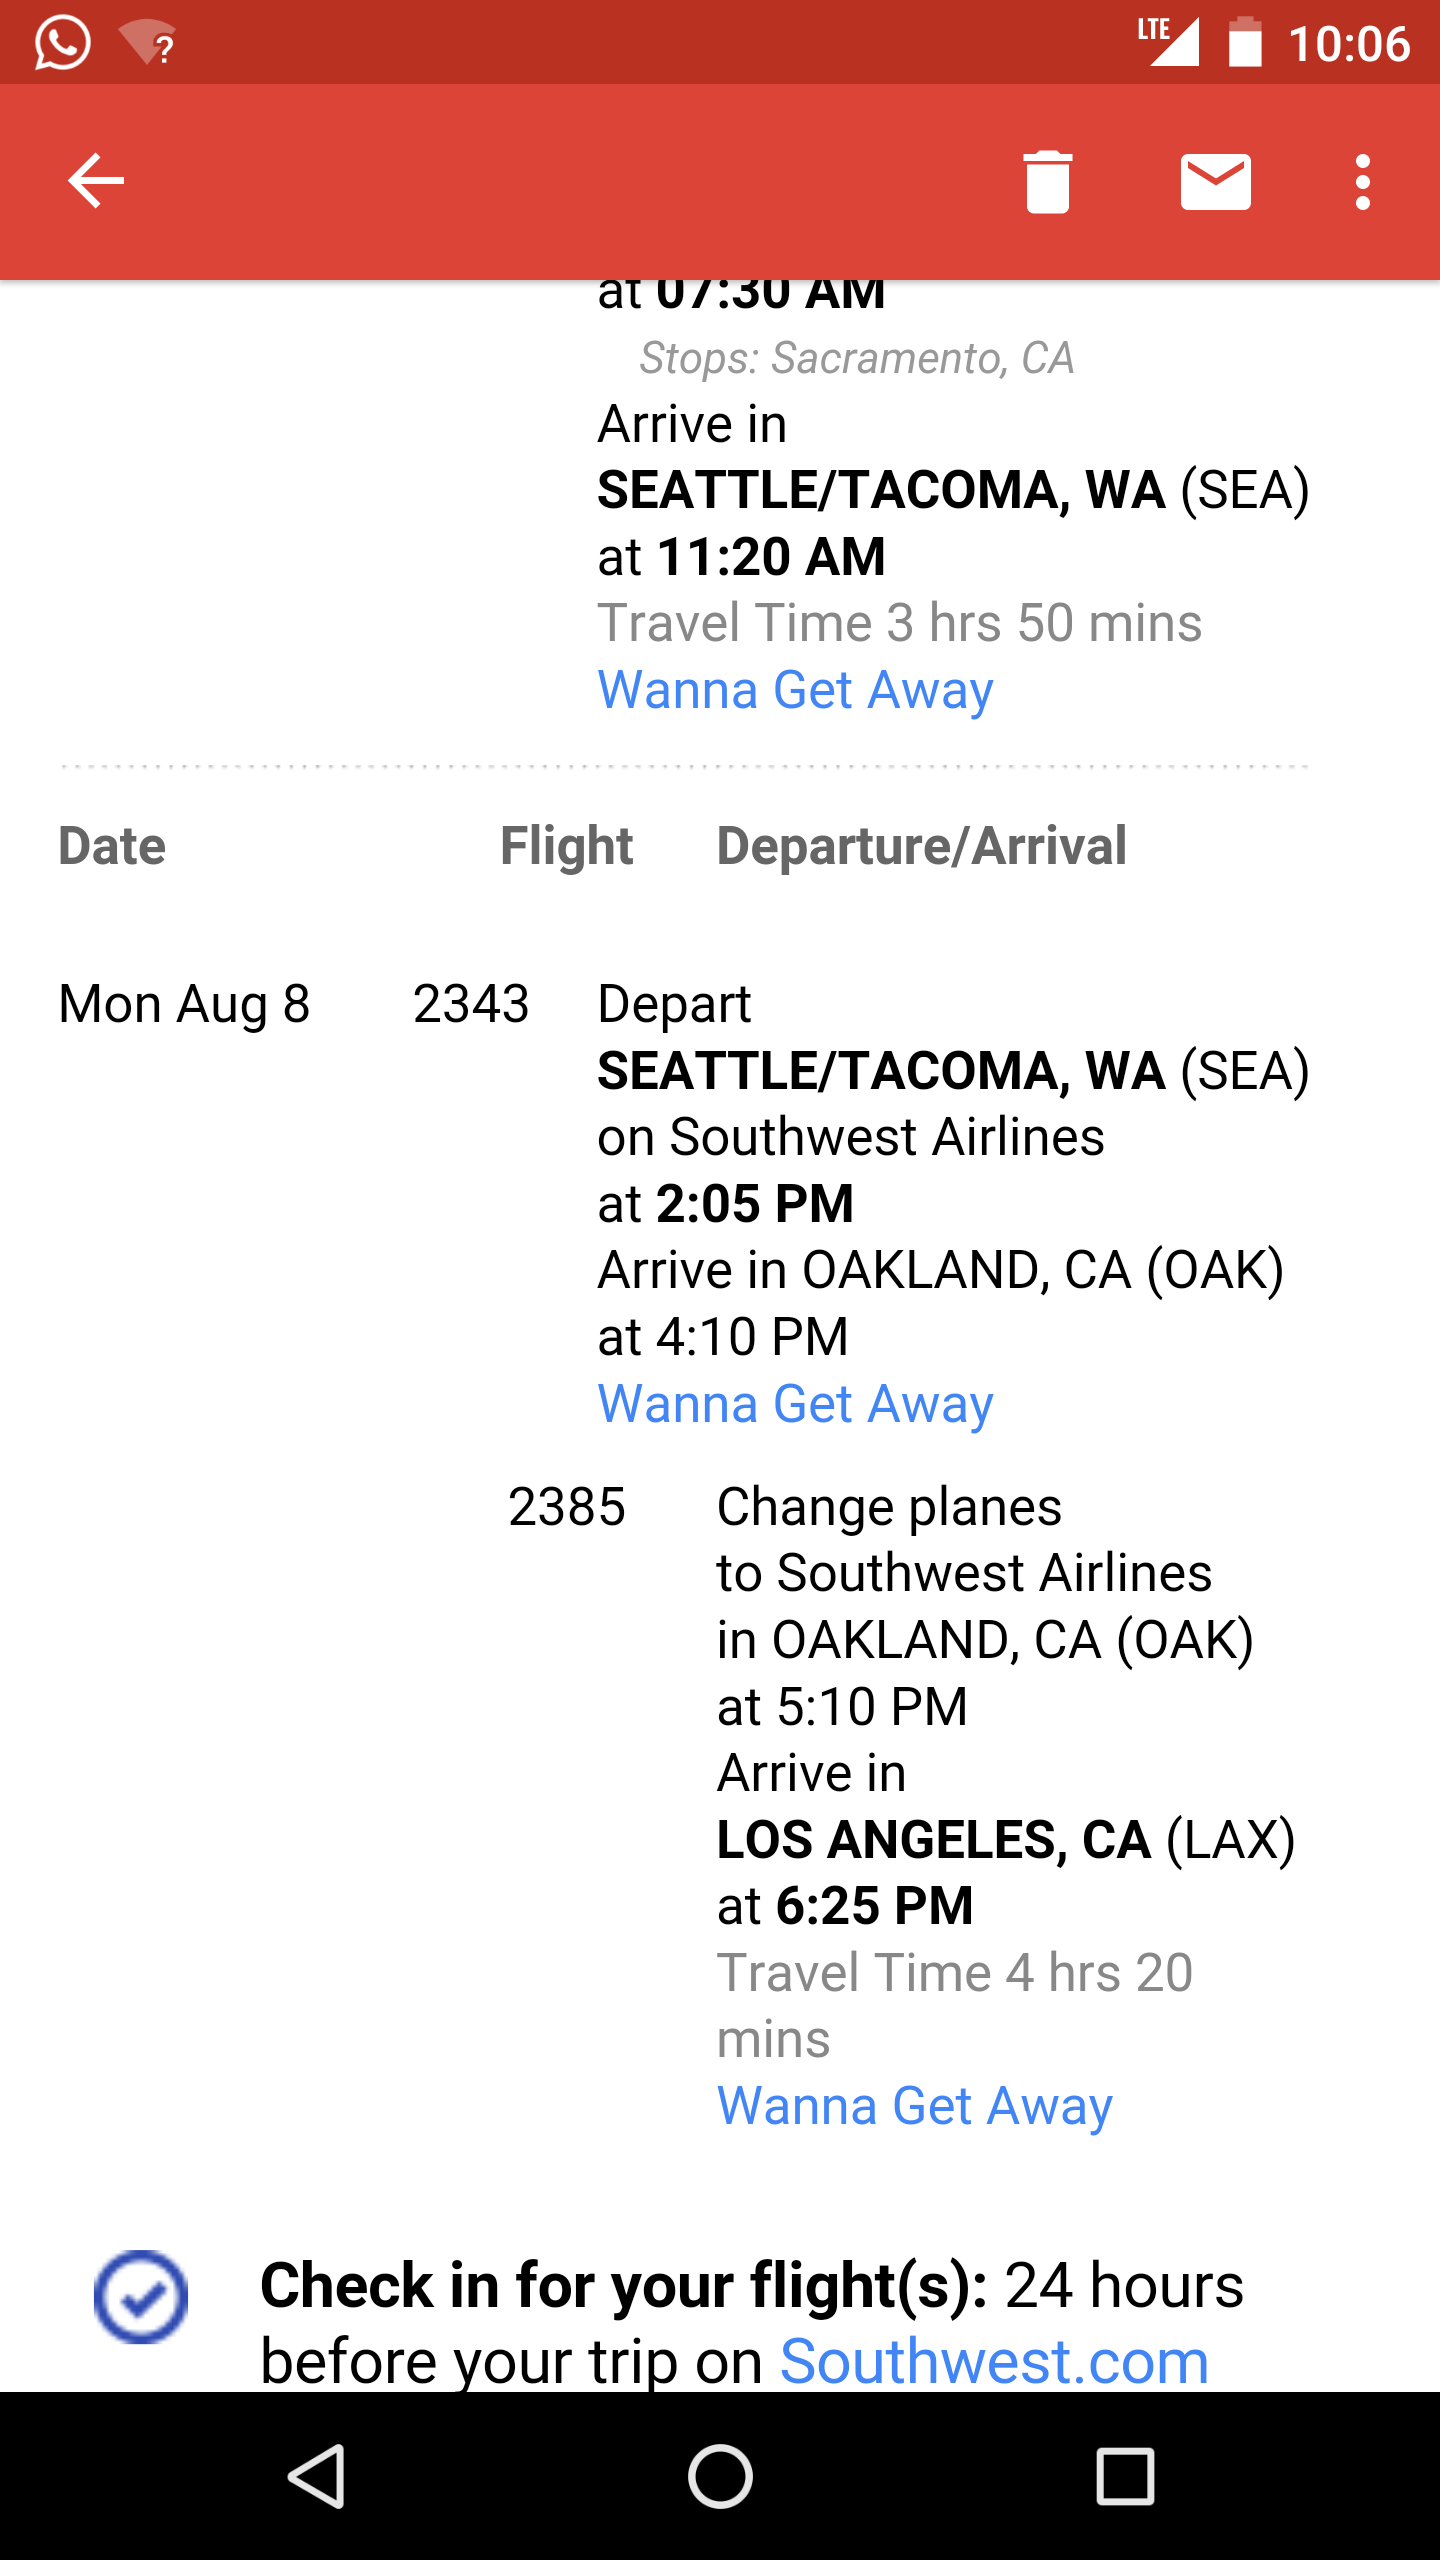 LTE 10:06
at 07:30 AM
Stops: Sacramento, CA
Arrive in
SEATTLE/TACOMA, WA (SEA)
at 11:20 AM
Travel Time 3 hrs 50 mins
Wanna Get Away
Date Flight Departure/Arrival
Mon Aug 8 2343 Depart
SEATTLE/TACOMA, WA (SEA)
on Southwest Airlines
at 2:05 PM
Arrive in OAKLAND, CA (OAK)
at 4:10 PM
Wanna Get Away
2385 Change planes
to Southwest Airlines
in OAKLAND, CA (OAK)
at 5:10 PM
Arrive in
LOS ANGELES, CA (LAX)
at 6:25 PM
Travel Time 4 hrs 20
mins
Wanna Get Away
Check in for your flight(s): 24 hours
before your trip on Southwest.com